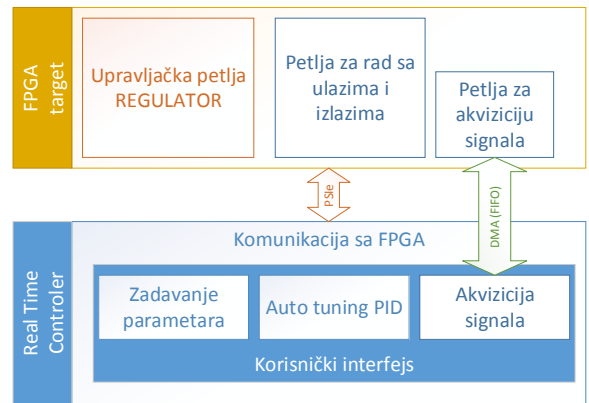 FPGA
target
Upravljačka petlja
REGULATOR
Petlja za rad sa
ulazima i
izlazima
Petlja za
akviziciju
signala
PSIe
DMA (FIFO)
Real Time
Controler
Komunikacija sa FPGA
Zadavanje
parametara
Auto tuning PID
Akvizicija
signala
Korisnički interfejs